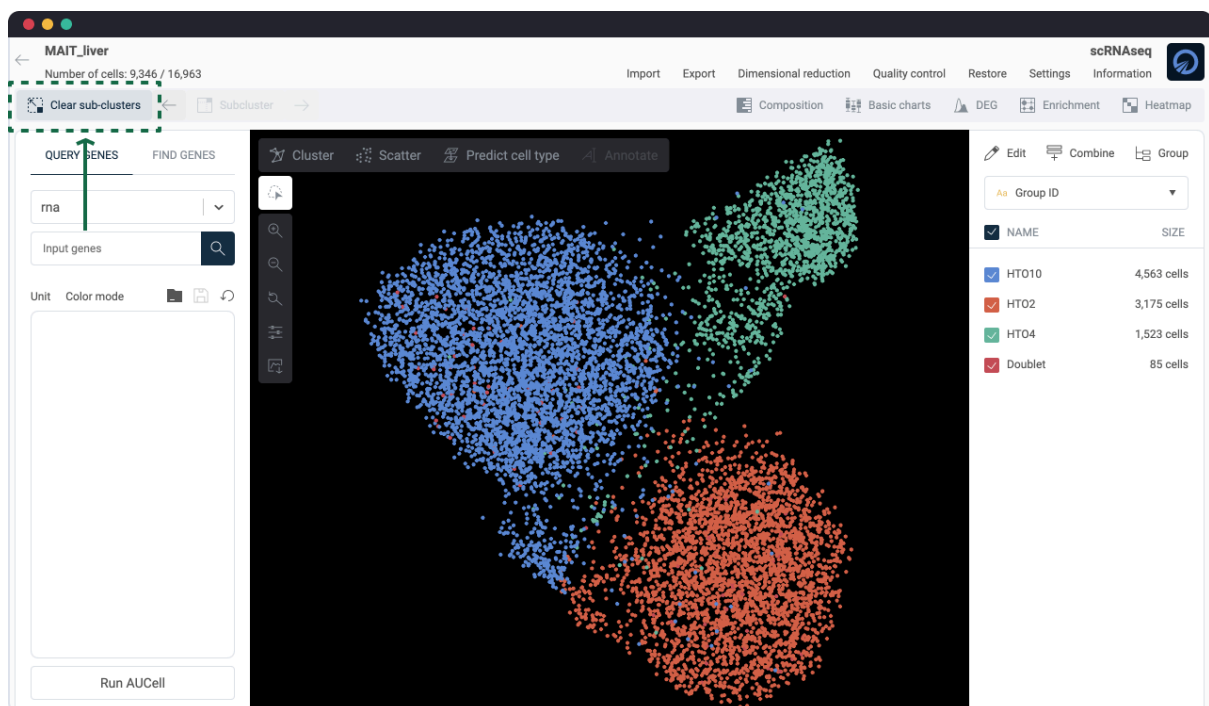 MAIT_liver
scRNAseq
Number of cells: 9,346 / 16,963
Import Export Dimensional reduction Quality control Restore Settings Information
Clear sub-clusters Subcluster Composition Basic charts DEG Enrichment Heatmap
QUERY GENES FIND GENES
Cluster Scatter Predict cell type Annotate
Edit Combine Group
rna
Aa Group ID
Input genes
NAME SIZE
HTO10 4,563 cells
Unit Color mode
HTO2 3,175 cells
HTO4 1,523 cells
Doublet 85 cells
Run AUCell